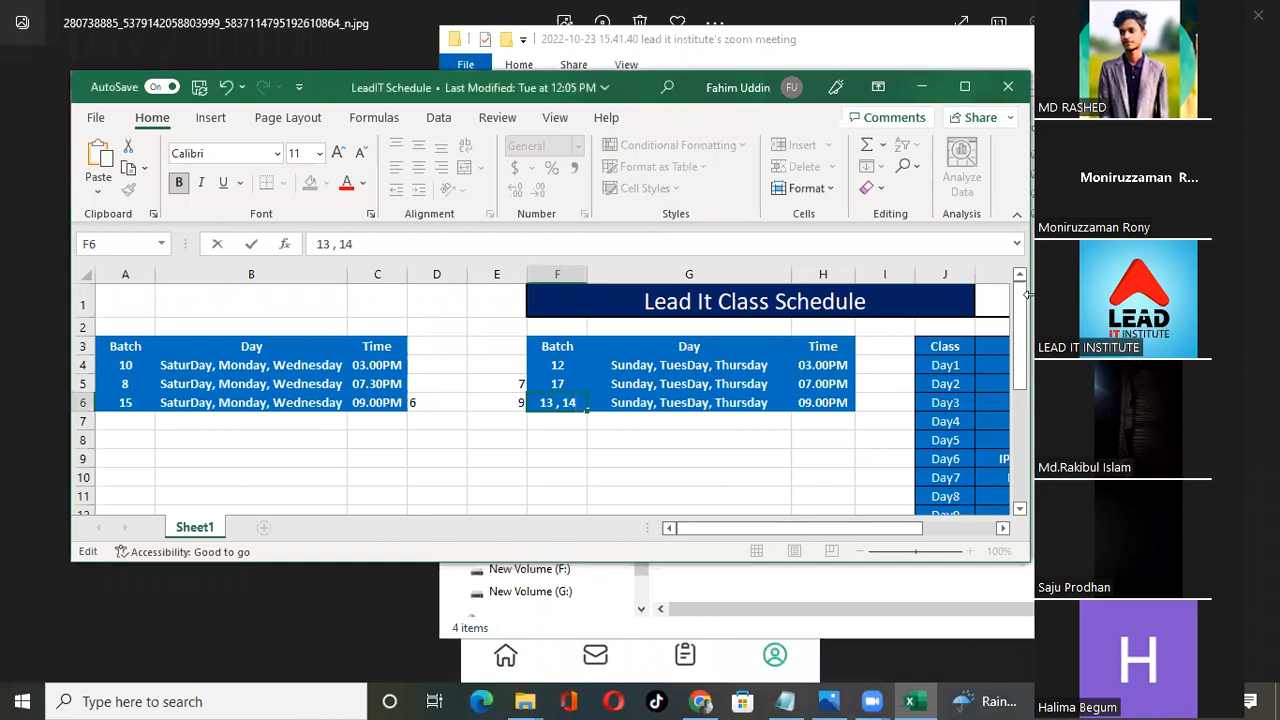 280738885_5379142058803999_5837114795192610864_n.jpg
1:1
2022-10-23 15.41.40 lead it institute's zoom meeting
File Home Share View
AutoSave On LeadIT Schedule • Last Modified: Tue at 12:05 PM Fahim Uddin FU
File Home Insert Page Layout Formulas Data Review View Help Comments Share
Paste Calibri 11 General Conditional Formatting Insert
B I U A Format as Table Delete Analyze
Cell Styles Format Data
Clipboard Font Alignment Number Styles Cells Editing Analysis
F6 fx 13 , 14
A B C D E F G H I J
1 Lead It Class Schedule
2
3 Batch Day Time Batch Day Time Class
4 10 SaturDay, Monday, Wednesday 03.00PM 12 Sunday, TuesDay, Thursday 03.00PM Day1
5 8 SaturDay, Monday, Wednesday 07.30PM 7 17 Sunday, TuesDay, Thursday 07.00PM Day2
6 15 SaturDay, Monday, Wednesday 09.00PM 6 9 13 , 14 Sunday, TuesDay, Thursday 09.00PM Day3
7 Day4
8 Day5
9 Day6 IP
10 Day7
11 Day8
12 Day9
Sheet1
Edit Accessibility: Good to go 100%
New Volume (F:)
New Volume (G:)
4 items
Type here to search
Rain...
MD RASHED
Moniruzzaman R...
Moniruzzaman Rony
LEAD
IT INSTITUTE
LEAD IT INSTITUTE
Md.Rakibul Islam
Saju Prodhan
H
Halima Begum